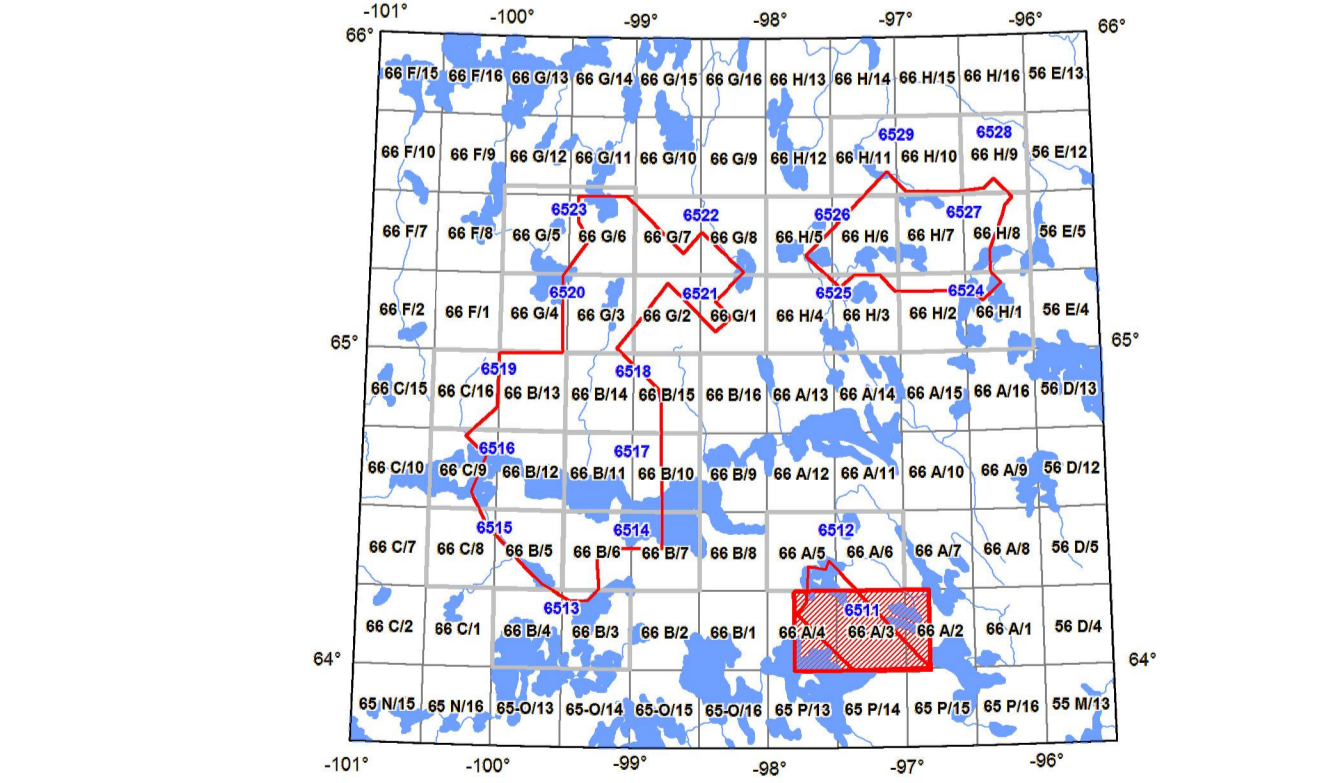 -101° -100° -99° -98° -97° -96°
66° 66°
66 F/15 66 F/16 66 G/13 66 G/14 66 G/15 66 G/16 66 H/13 66 H/14 66 H/15 66 H/16 56 E/13
6529 6528
66 F/10 66 F/9 66 G/12 66 G/11 66 G/10 66 G/9 66 H/12 66 H/11 66 H/10 66 H/9 56 E/12
6523 6522 6526 6527
66 F/7 66 F/8 66 G/5 66 G/6 66 G/7 66 G/8 66 H/5 66 H/6 66 H/7 66 H/8 56 E/5
6520 6521 6525 6524
66 F/2 66 F/1 66 G/4 66 G/3 66 G/2 66 G/1 66 H/4 66 H/3 66 H/2 66 H/1 56 E/4
65° 65°
6519 6518
66 C/15 66 C/16 66 B/13 66 B/14 66 B/15 66 B/16 66 A/13 66 A/14 66 A/15 66 A/16 56 D/13
6516 6517
66 C/10 66 C/9 66 B/12 66 B/11 66 B/10 66 B/9 66 A/12 66 A/11 66 A/10 66 A/9 56 D/12
6515 6514 6512
66 C/7 66 C/8 66 B/5 66 B/6 66 B/7 66 B/8 66 A/5 66 A/6 66 A/7 66 A/8 56 D/5
6513 6511
66 C/2 66 C/1 66 B/4 66 B/3 66 B/2 66 B/1 66 A/4 66 A/3 66 A/2 66 A/1 56 D/4
64° 64°
65 N/15 65 N/16 65-O/13 65-O/14 65-O/15 65-O/16 65 P/13 65 P/14 65 P/15 65 P/16 55 M/13
-101° -100° -99° -98° -97° -96°